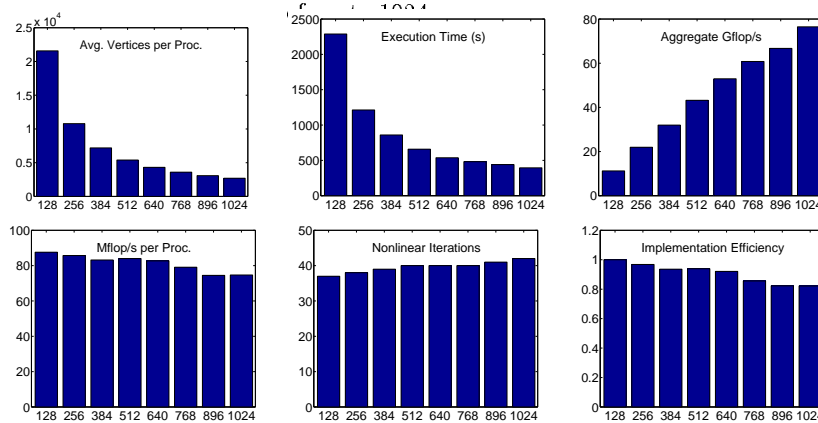 Avg. Vertices per Proc.
x 10^4
2.5
2
1.5
1
0.5
0
128 256 384 512 640 768 896 1024
Execution Time (s)
2500
2000
1500
1000
500
0
128 256 384 512 640 768 896 1024
Aggregate Gflop/s
80
60
40
20
0
128 256 384 512 640 768 896 1024
Mflop/s per Proc.
100
80
60
40
20
0
128 256 384 512 640 768 896 1024
Nonlinear Iterations
50
40
30
20
10
0
128 256 384 512 640 768 896 1024
Implementation Efficiency
1.2
1
0.8
0.6
0.4
0.2
0
128 256 384 512 640 768 896 1024